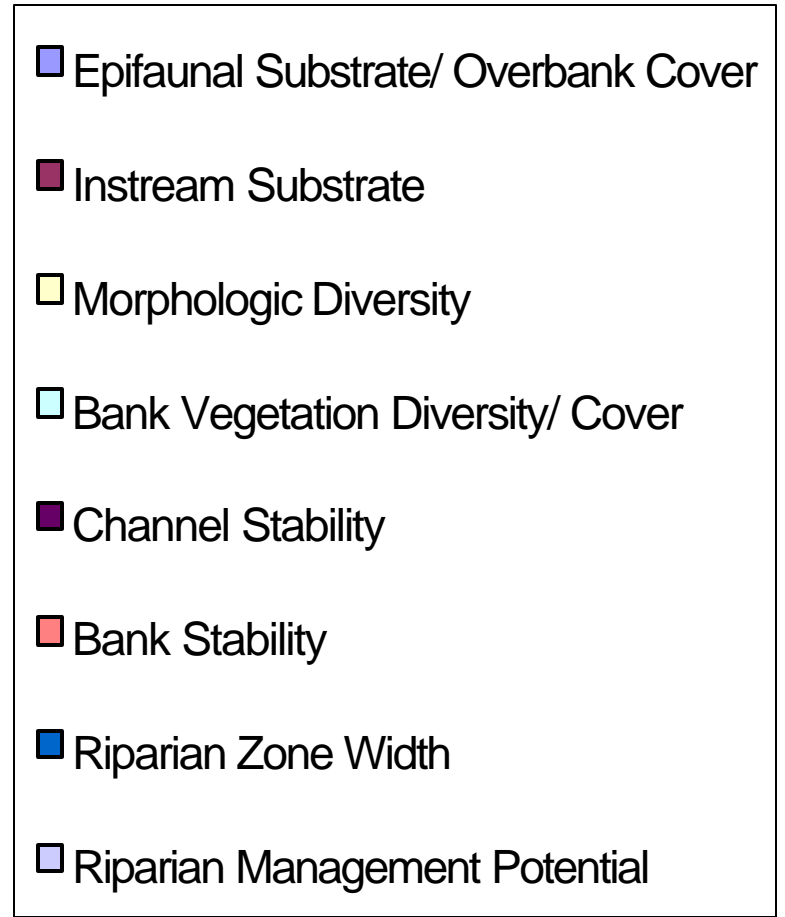 Epifaunal Substrate/ Overbank Cover
Instream Substrate
Morphologic Diversity
Bank Vegetation Diversity/ Cover
Channel Stability
Bank Stability
Riparian Zone Width
Riparian Management Potential